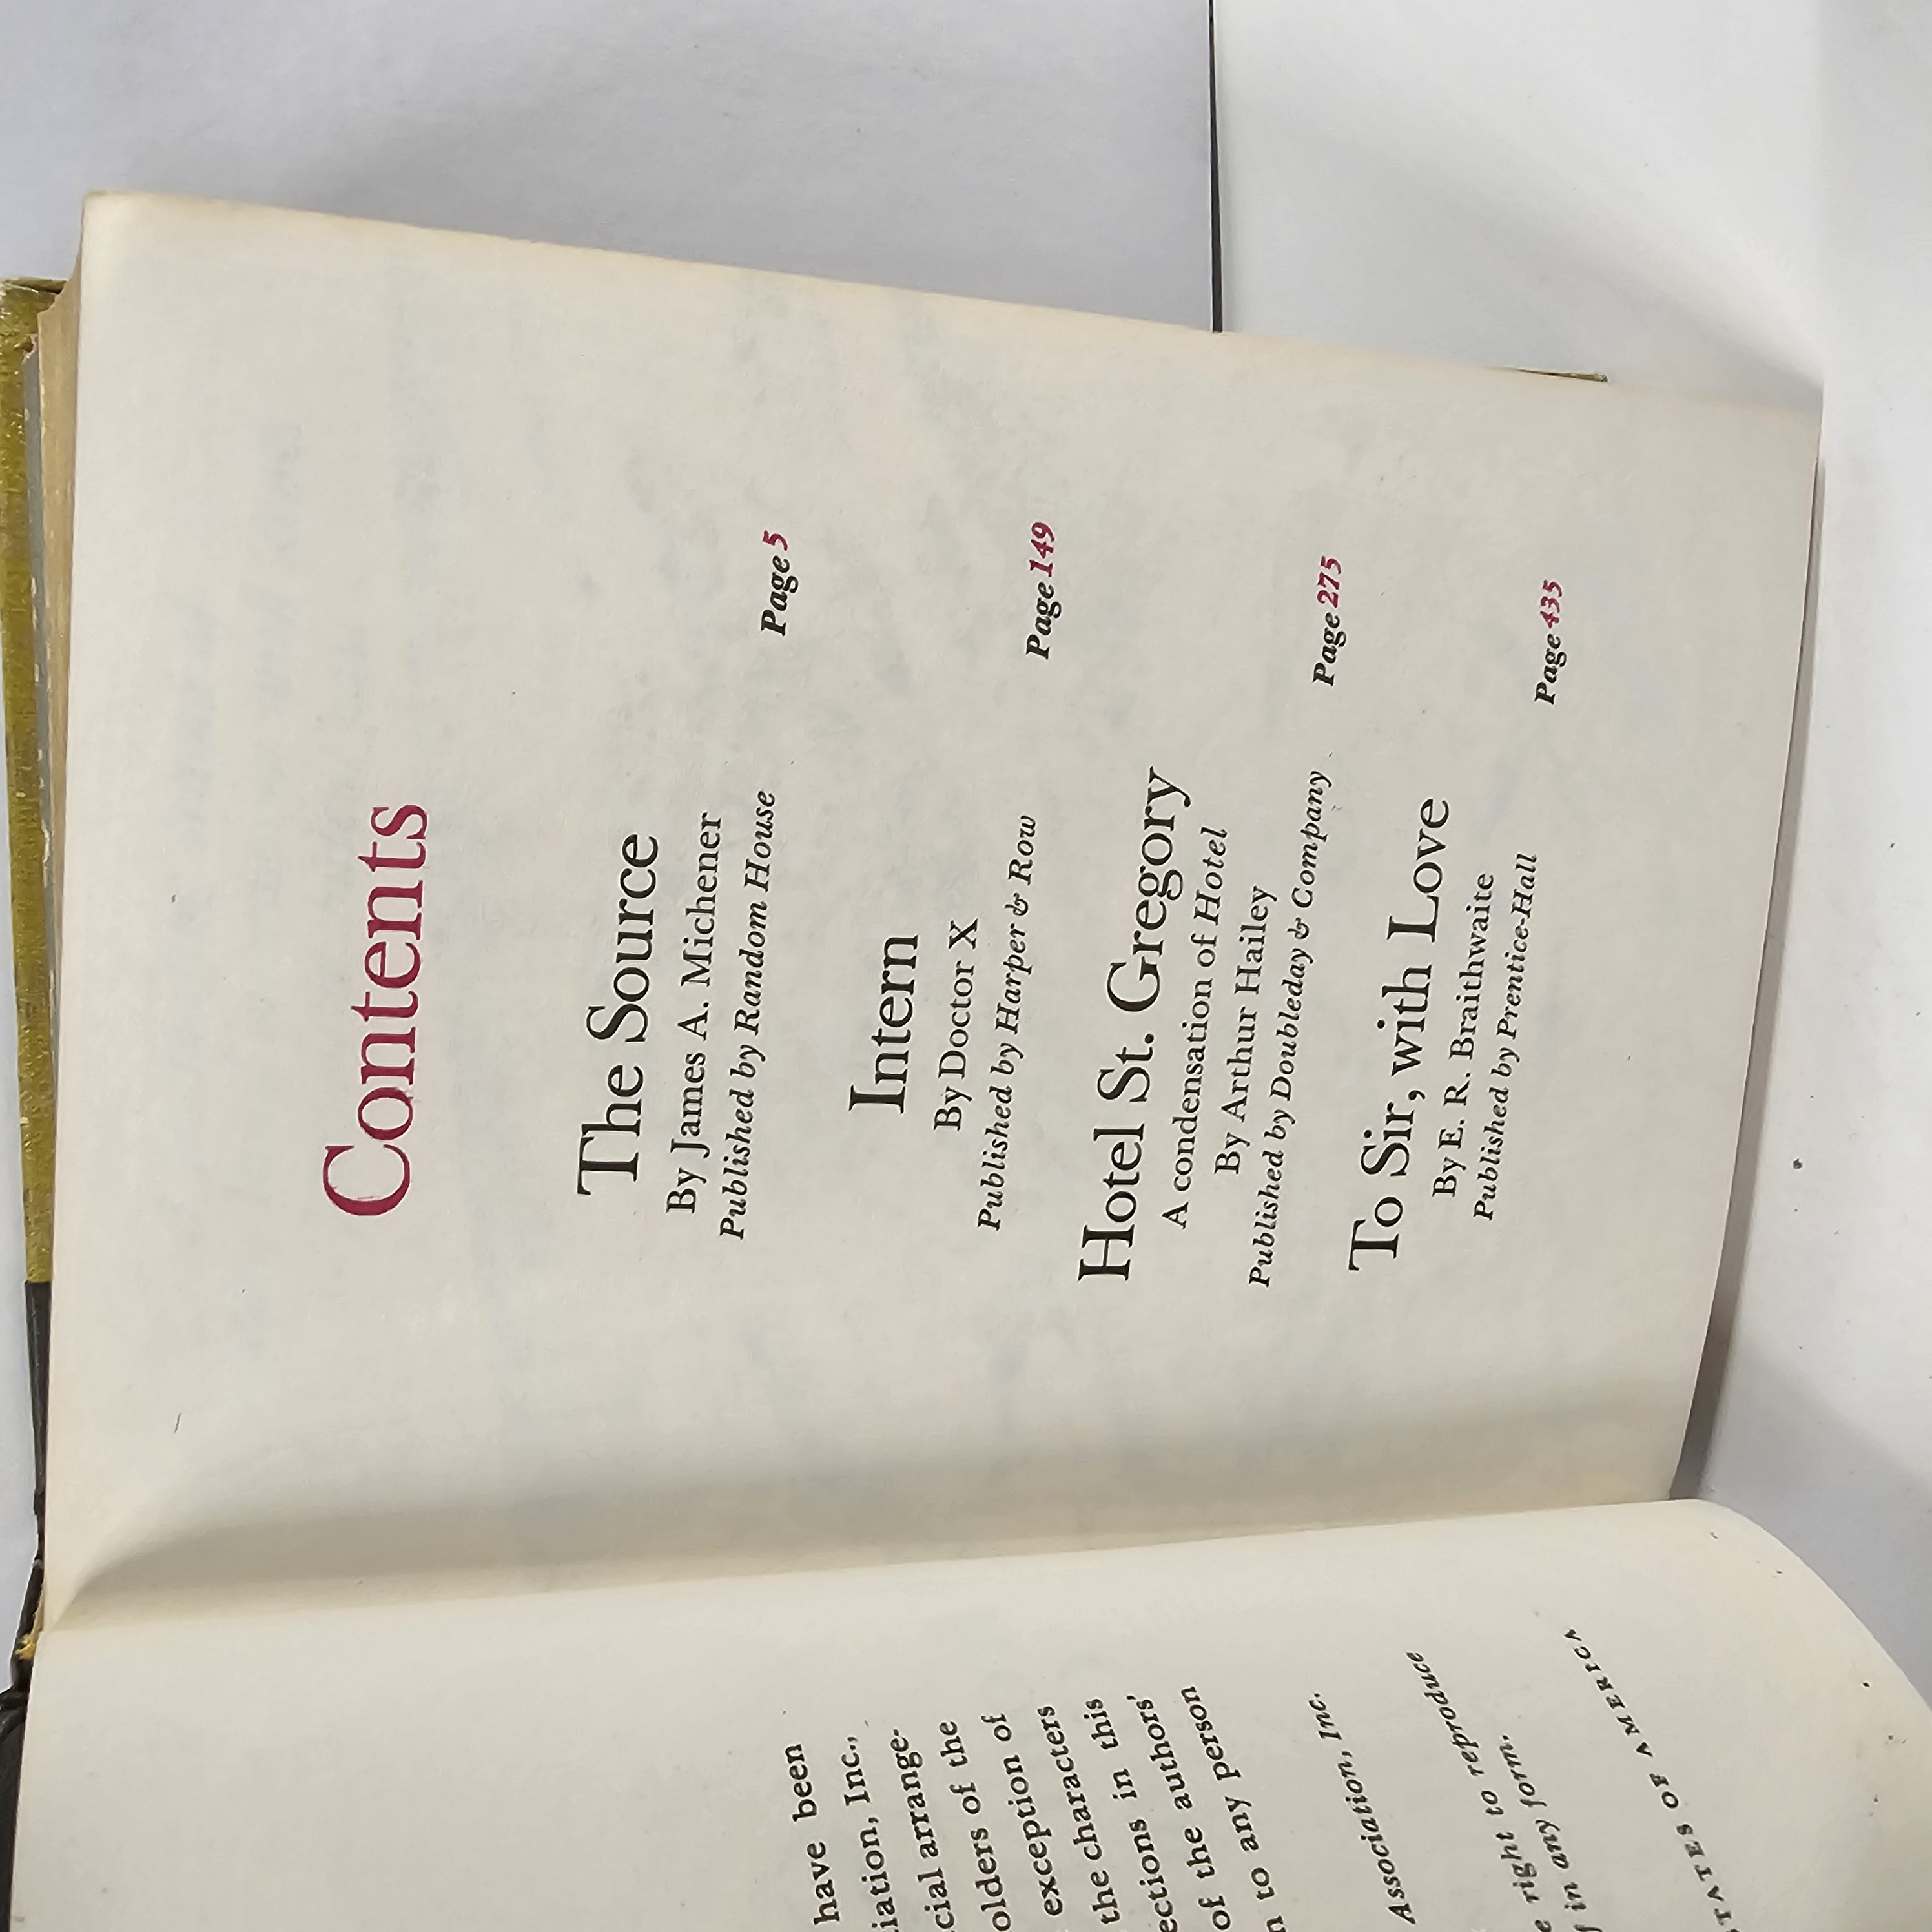 have been
iation, Inc.,
cial arrange-
olders of the
exception of
the characters
ections in this
of the authors'
n to any person
Association, Inc.
e right to reproduce
f in any form.
STATES OF AMERICA
Contents
The Source
By James A. Michener
Published by Random House
Page 5
Intern
By Doctor X
Published by Harper & Row
Page 149
Hotel St. Gregory
A condensation of Hotel
By Arthur Hailey
Published by Doubleday & Company
Page 275
To Sir, with Love
By E. R. Braithwaite
Published by Prentice-Hall
Page 435